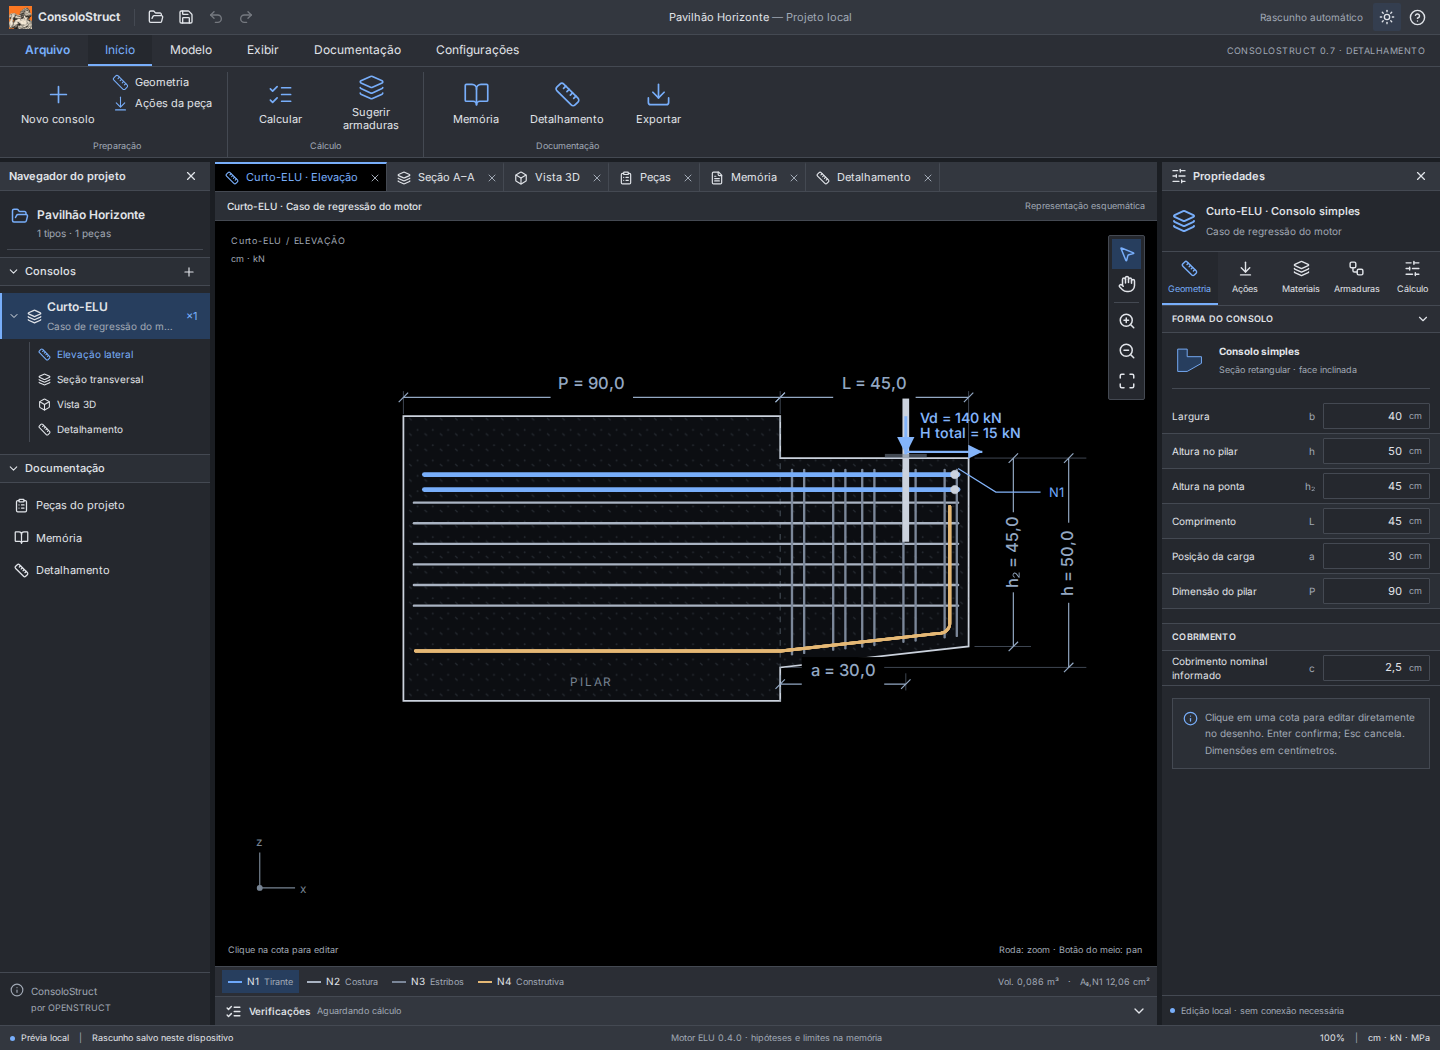 ConsoloStruct
Pavilhão Horizonte — Projeto local
Rascunho automático
Arquivo
Início
Modelo
Exibir
Documentação
Configurações
CONSOLOSTRUCT 0.7 · DETALHAMENTO
Novo consolo
Geometria
Ações da peça
Preparação
Calcular
Sugerir
armaduras
Cálculo
Memória
Detalhamento
Exportar
Documentação
Navegador do projeto
Pavilhão Horizonte
1 tipos · 1 peças
Consolos
Curto-ELU
Caso de regressão do m...
×1
Elevação lateral
Seção transversal
Vista 3D
Detalhamento
Documentação
Peças do projeto
Memória
Detalhamento
ConsoloStruct
por OPENSTRUCT
Curto-ELU · Elevação
Seção A–A
Vista 3D
Peças
Memória
Detalhamento
Curto-ELU · Caso de regressão do motor
Representação esquemática
Curto-ELU / ELEVAÇÃO
cm · kN
P = 90,0
L = 45,0
Vd = 140 kN
H total = 15 kN
N1
h₂ = 45,0
h = 50,0
a = 30,0
PILAR
z
x
Clique na cota para editar
Roda: zoom · Botão do meio: pan
N1 Tirante
N2 Costura
N3 Estribos
N4 Construtiva
Vol. 0,086 m³ · Aₛ,N1 12,06 cm²
Verificações Aguardando cálculo
Propriedades
Curto-ELU · Consolo simples
Caso de regressão do motor
Geometria
Ações
Materiais
Armaduras
Cálculo
FORMA DO CONSOLO
Consolo simples
Seção retangular · face inclinada
Largura b 40 cm
Altura no pilar h 50 cm
Altura na ponta h₂ 45 cm
Comprimento L 45 cm
Posição da carga a 30 cm
Dimensão do pilar P 90 cm
COBRIMENTO
Cobrimento nominal
informado c 2,5 cm
Clique em uma cota para editar diretamente
no desenho. Enter confirma; Esc cancela.
Dimensões em centímetros.
Edição local · sem conexão necessária
Prévia local
Rascunho salvo neste dispositivo
Motor ELU 0.4.0 · hipóteses e limites na memória
100%
cm · kN · MPa